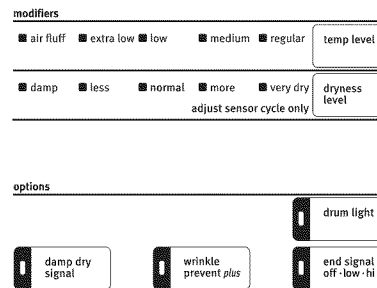 modifiers
air fluff extra low low medium regular temp level
damp less normal more very dry dryness
level
adjust sensor cycle only
options
drum light
damp dry wrinkle end signal
signal prevent plus off · low · hi